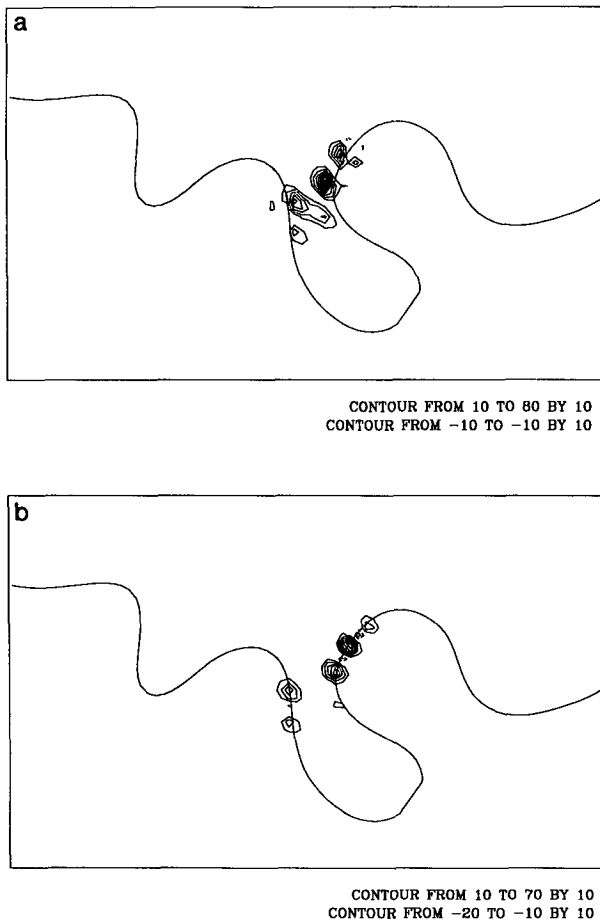 a
CONTOUR FROM 10 TO 80 BY 10
CONTOUR FROM -10 TO -10 BY 10
b
CONTOUR FROM 10 TO 70 BY 10
CONTOUR FROM -20 TO -10 BY 10